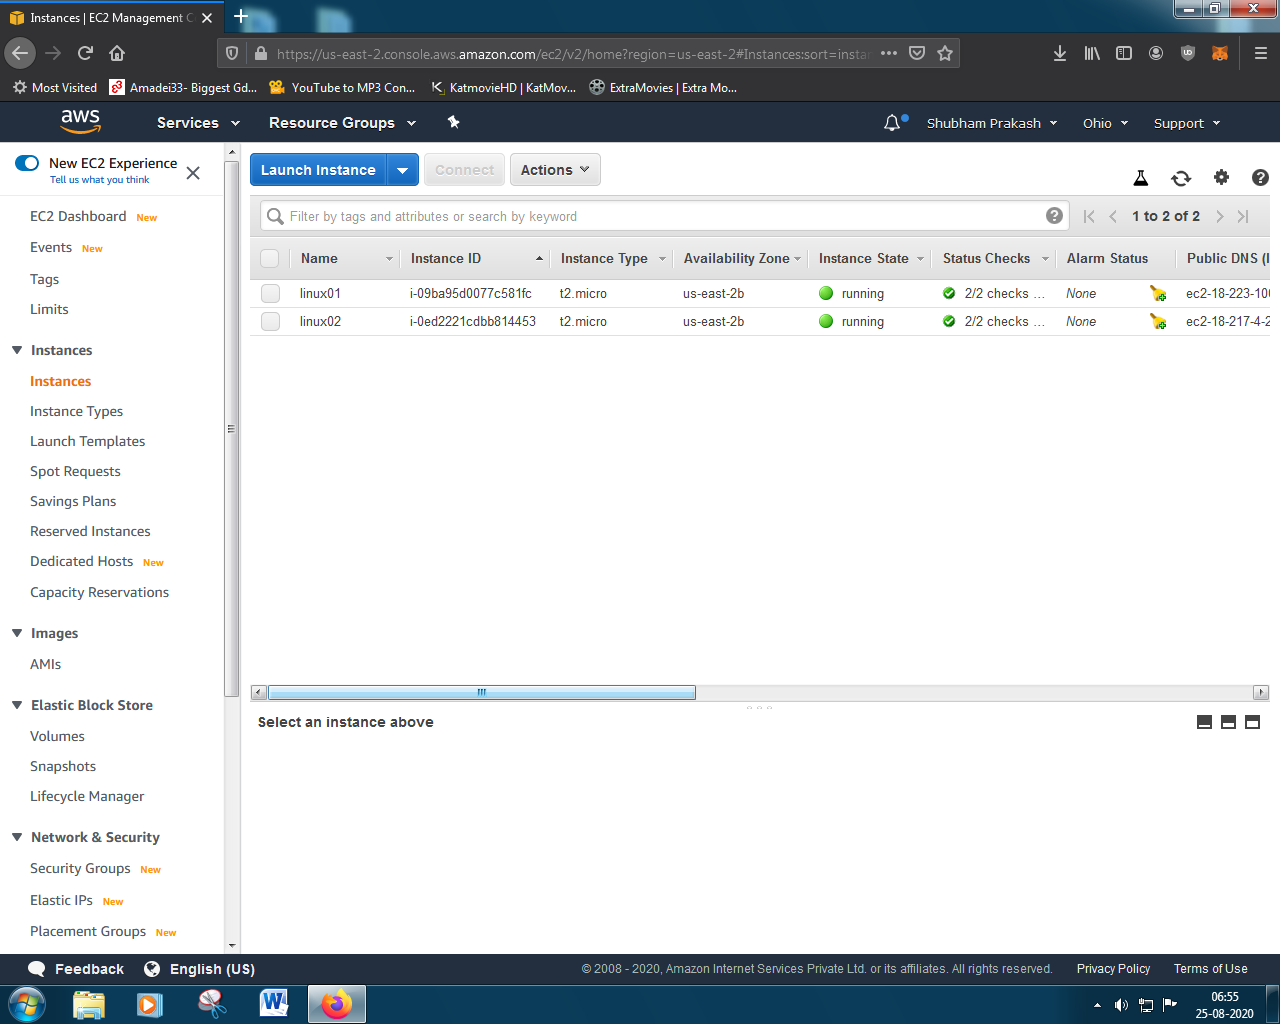 Instances | EC2 Management C
https://us-east-2.console.aws.amazon.com/ec2/v2/home?region=us-east-2#Instances:sort=instan
Most Visited Amadei33- Biggest Gd... YouTube to MP3 Con... KatmovieHD | KatMov... ExtraMovies | Extra Mo...
aws Services Resource Groups Shubham Prakash Ohio Support
New EC2 Experience
Tell us what you think
Launch Instance Connect Actions
EC2 Dashboard New
Events New
Tags
Limits
Instances
Instances
Instance Types
Launch Templates
Spot Requests
Savings Plans
Reserved Instances
Dedicated Hosts New
Capacity Reservations
Images
AMIs
Elastic Block Store
Volumes
Snapshots
Lifecycle Manager
Network & Security
Security Groups New
Elastic IPs New
Placement Groups New
Filter by tags and attributes or search by keyword 1 to 2 of 2
Name Instance ID Instance Type Availability Zone Instance State Status Checks Alarm Status Public DNS (I
linux01 i-09ba95d0077c581fc t2.micro us-east-2b running 2/2 checks ... None ec2-18-223-10
linux02 i-0ed2221cdbb814453 t2.micro us-east-2b running 2/2 checks ... None ec2-18-217-4-2
Select an instance above
Feedback English (US) © 2008 - 2020, Amazon Internet Services Private Ltd. or its affiliates. All rights reserved. Privacy Policy Terms of Use
06:55
25-08-2020